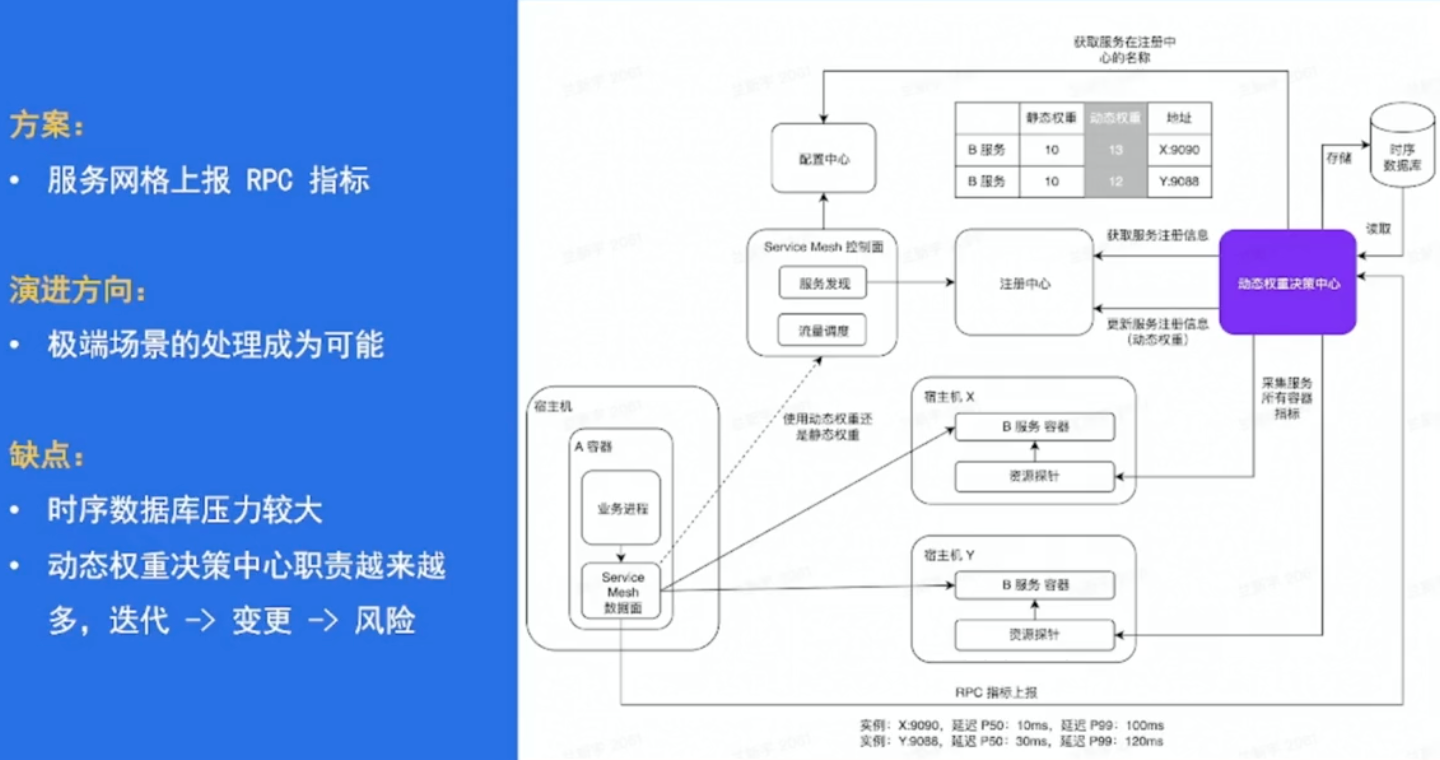 方案：
• 服务网格上报 RPC 指标
演进方向：
• 极端场景的处理成为可能
缺点：
• 时序数据库压力较大
• 动态权重决策中心职责越来越
多，迭代 -> 变更 -> 风险
获取服务在注册中
心的名称
配置中心
静态权重 动态权重 地址
B 服务 10 13 X:9090
B 服务 10 12 Y:9088
存储
时序
数据库
读取
Service Mesh 控制面
服务发现
流量调度
注册中心
获取服务注册信息
更新服务注册信息
（动态权重）
动态权重决策中心
采集服务
所有容器
指标
使用动态权重还
是静态权重
宿主机
A 容器
业务进程
Service
Mesh
数据面
宿主机 X
B 服务 容器
资源探针
宿主机 Y
B 服务 容器
资源探针
RPC 指标上报
实例：X:9090，延迟 P50：10ms，延迟 P99：100ms
实例：Y:9088，延迟 P50：30ms，延迟 P99：120ms